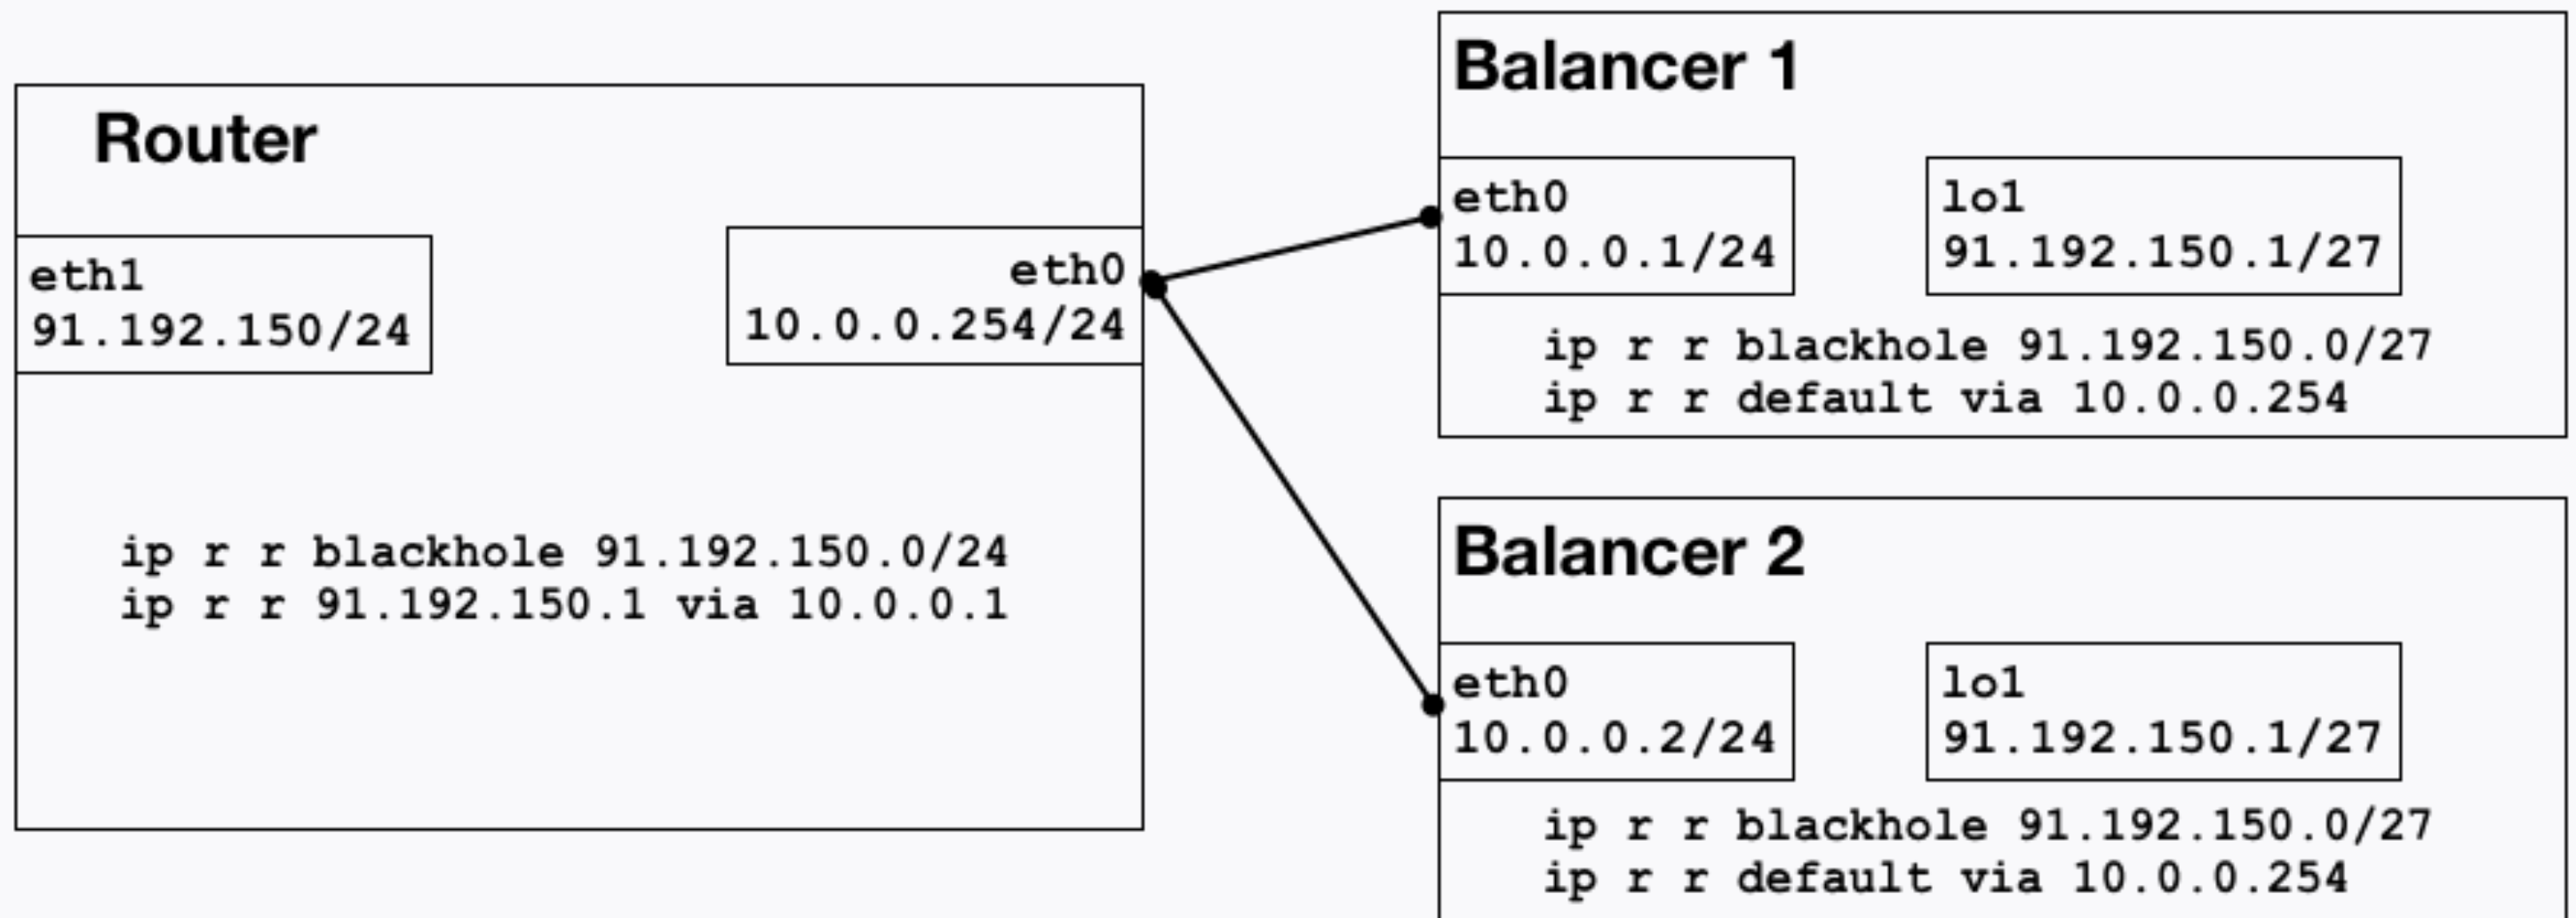 Router
eth1
91.192.150/24
eth0
10.0.0.254/24
ip r r blackhole 91.192.150.0/24
ip r r 91.192.150.1 via 10.0.0.1
Balancer 1
eth0
10.0.0.1/24
lo1
91.192.150.1/27
ip r r blackhole 91.192.150.0/27
ip r r default via 10.0.0.254
Balancer 2
eth0
10.0.0.2/24
lo1
91.192.150.1/27
ip r r blackhole 91.192.150.0/27
ip r r default via 10.0.0.254